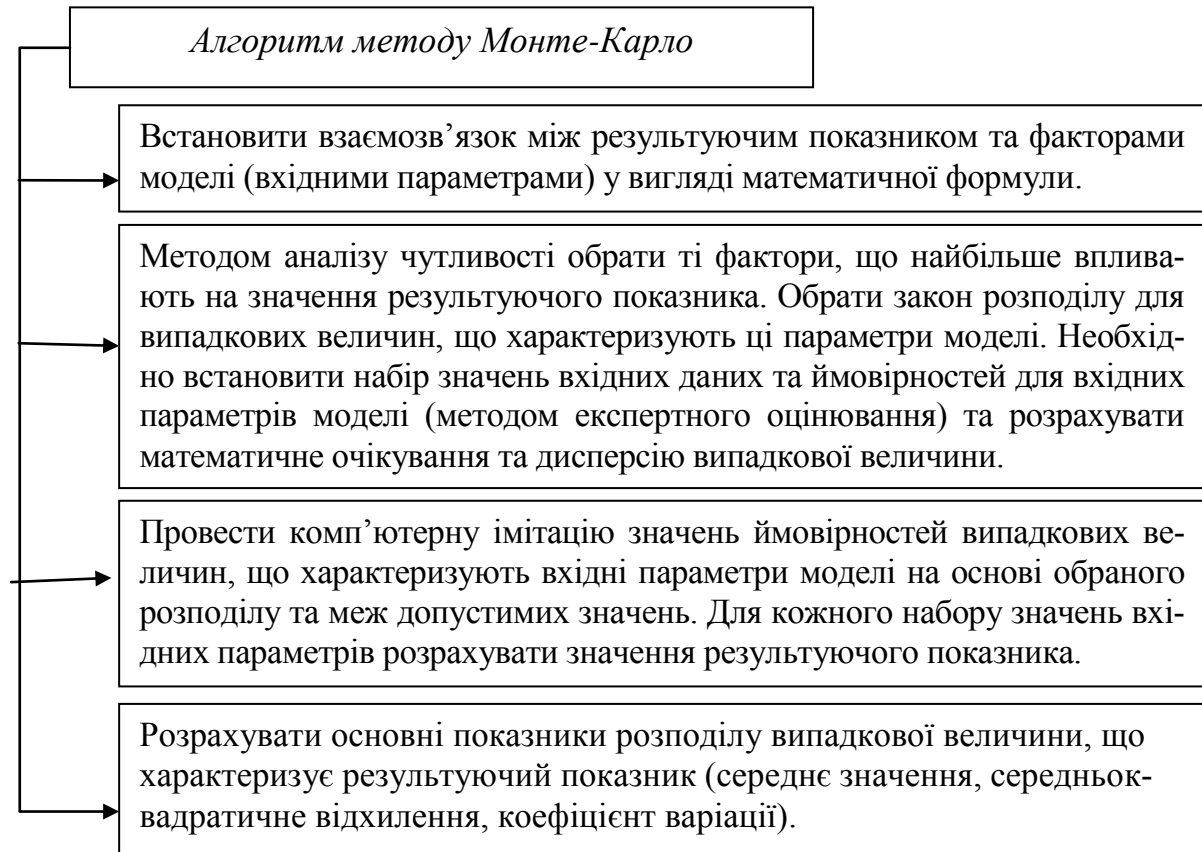 Алгоритм методу Монте-Карло
Встановити взаємозв’язок між результуючим показником та факторами
моделі (вхідними параметрами) у вигляді математичної формули.
Методом аналізу чутливості обрати ті фактори, що найбільше вплива-
ють на значення результуючого показника. Обрати закон розподілу для
випадкових величин, що характеризують ці параметри моделі. Необхід-
но встановити набір значень вхідних даних та ймовірностей для вхідних
параметрів моделі (методом експертного оцінювання) та розрахувати
математичне очікування та дисперсію випадкової величини.
Провести комп’ютерну імітацію значень ймовірностей випадкових ве-
личин, що характеризують вхідні параметри моделі на основі обраного
розподілу та меж допустимих значень. Для кожного набору значень вхі-
дних параметрів розрахувати значення результуючого показника.
Розрахувати основні показники розподілу випадкової величини, що
характеризує результуючий показник (середнє значення, середньок-
вадратичне відхилення, коефіцієнт варіації).